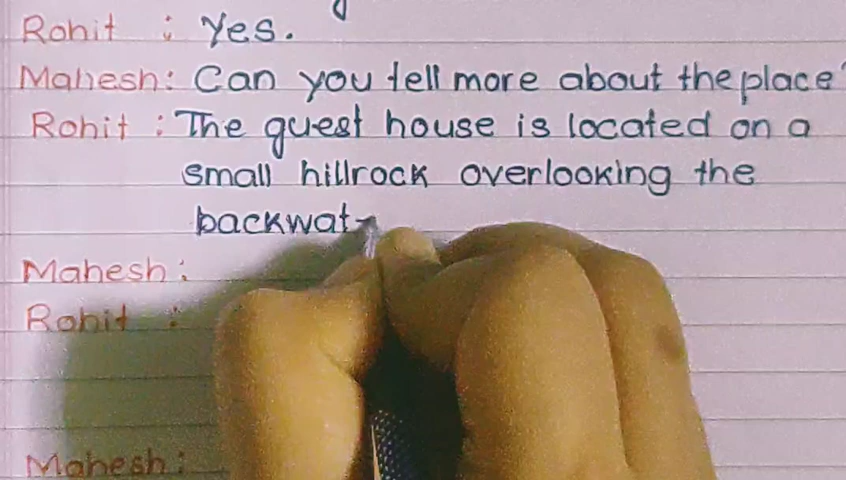 Rohit : Yes.
Mahesh: Can you tell more about the place?
Rohit : The guest house is located on a
small hillrock overlooking the
backwat
Mahesh :
Rohit :
Mahesh :